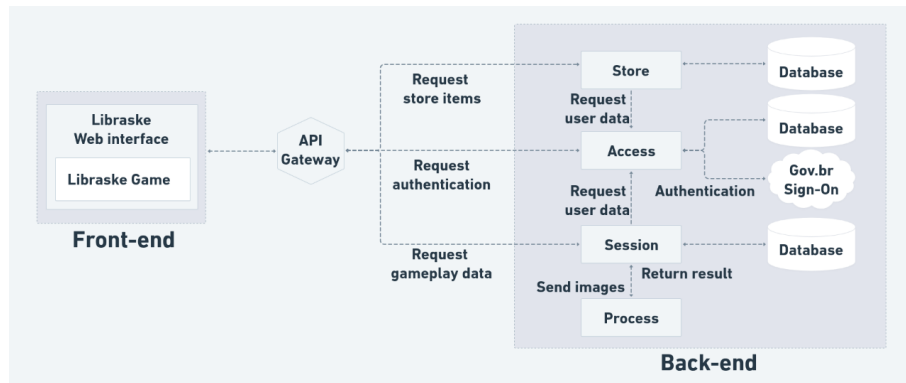 Libraske
Web interface
Libraske Game
Front-end
API
Gateway
Request
store items
Request
authentication
Request
gameplay data
Store
Request
user data
Access
Request
user data
Session
Return result
Send images
Process
Database
Database
Gov.br
Sign-On
Authentication
Database
Back-end